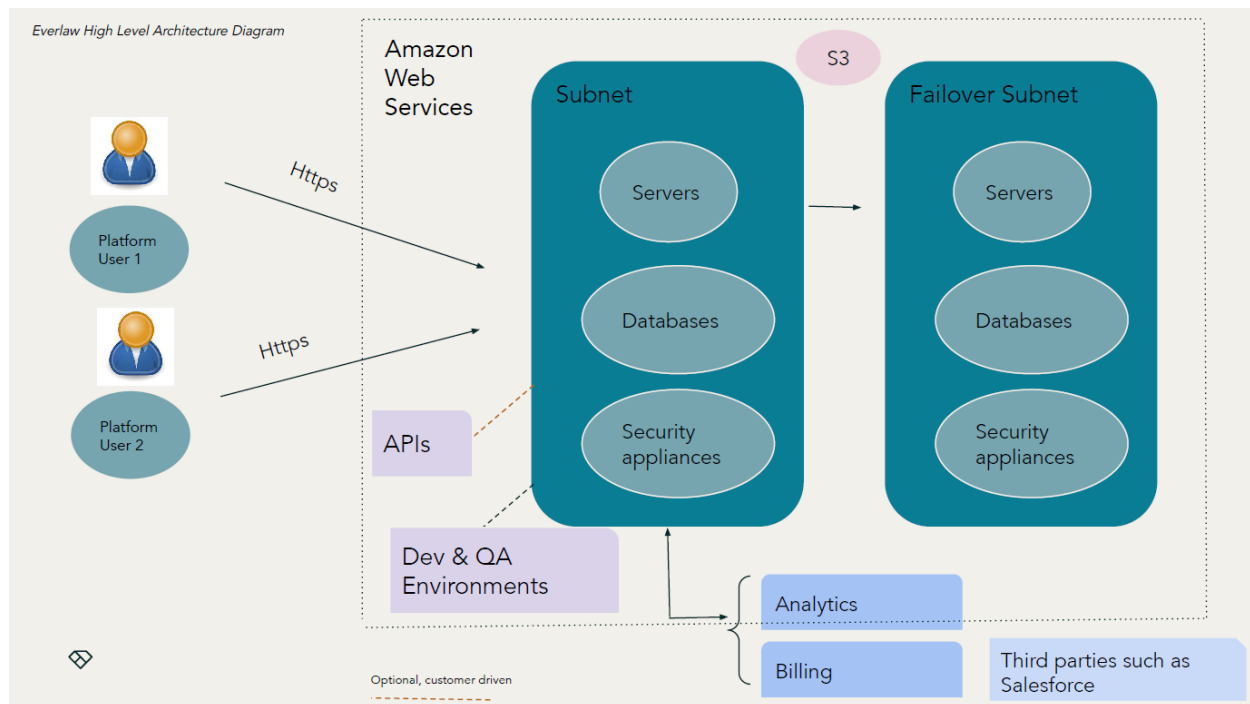 Everlaw High Level Architecture Diagram
Amazon
Web
Services
S3
Subnet
Failover Subnet
Https
Servers
Servers
Platform
User 1
Databases
Databases
Https
Platform
User 2
APIs
Security
appliances
Security
appliances
Dev & QA
Environments
Analytics
Billing
Third parties such as
Salesforce
Optional, customer driven